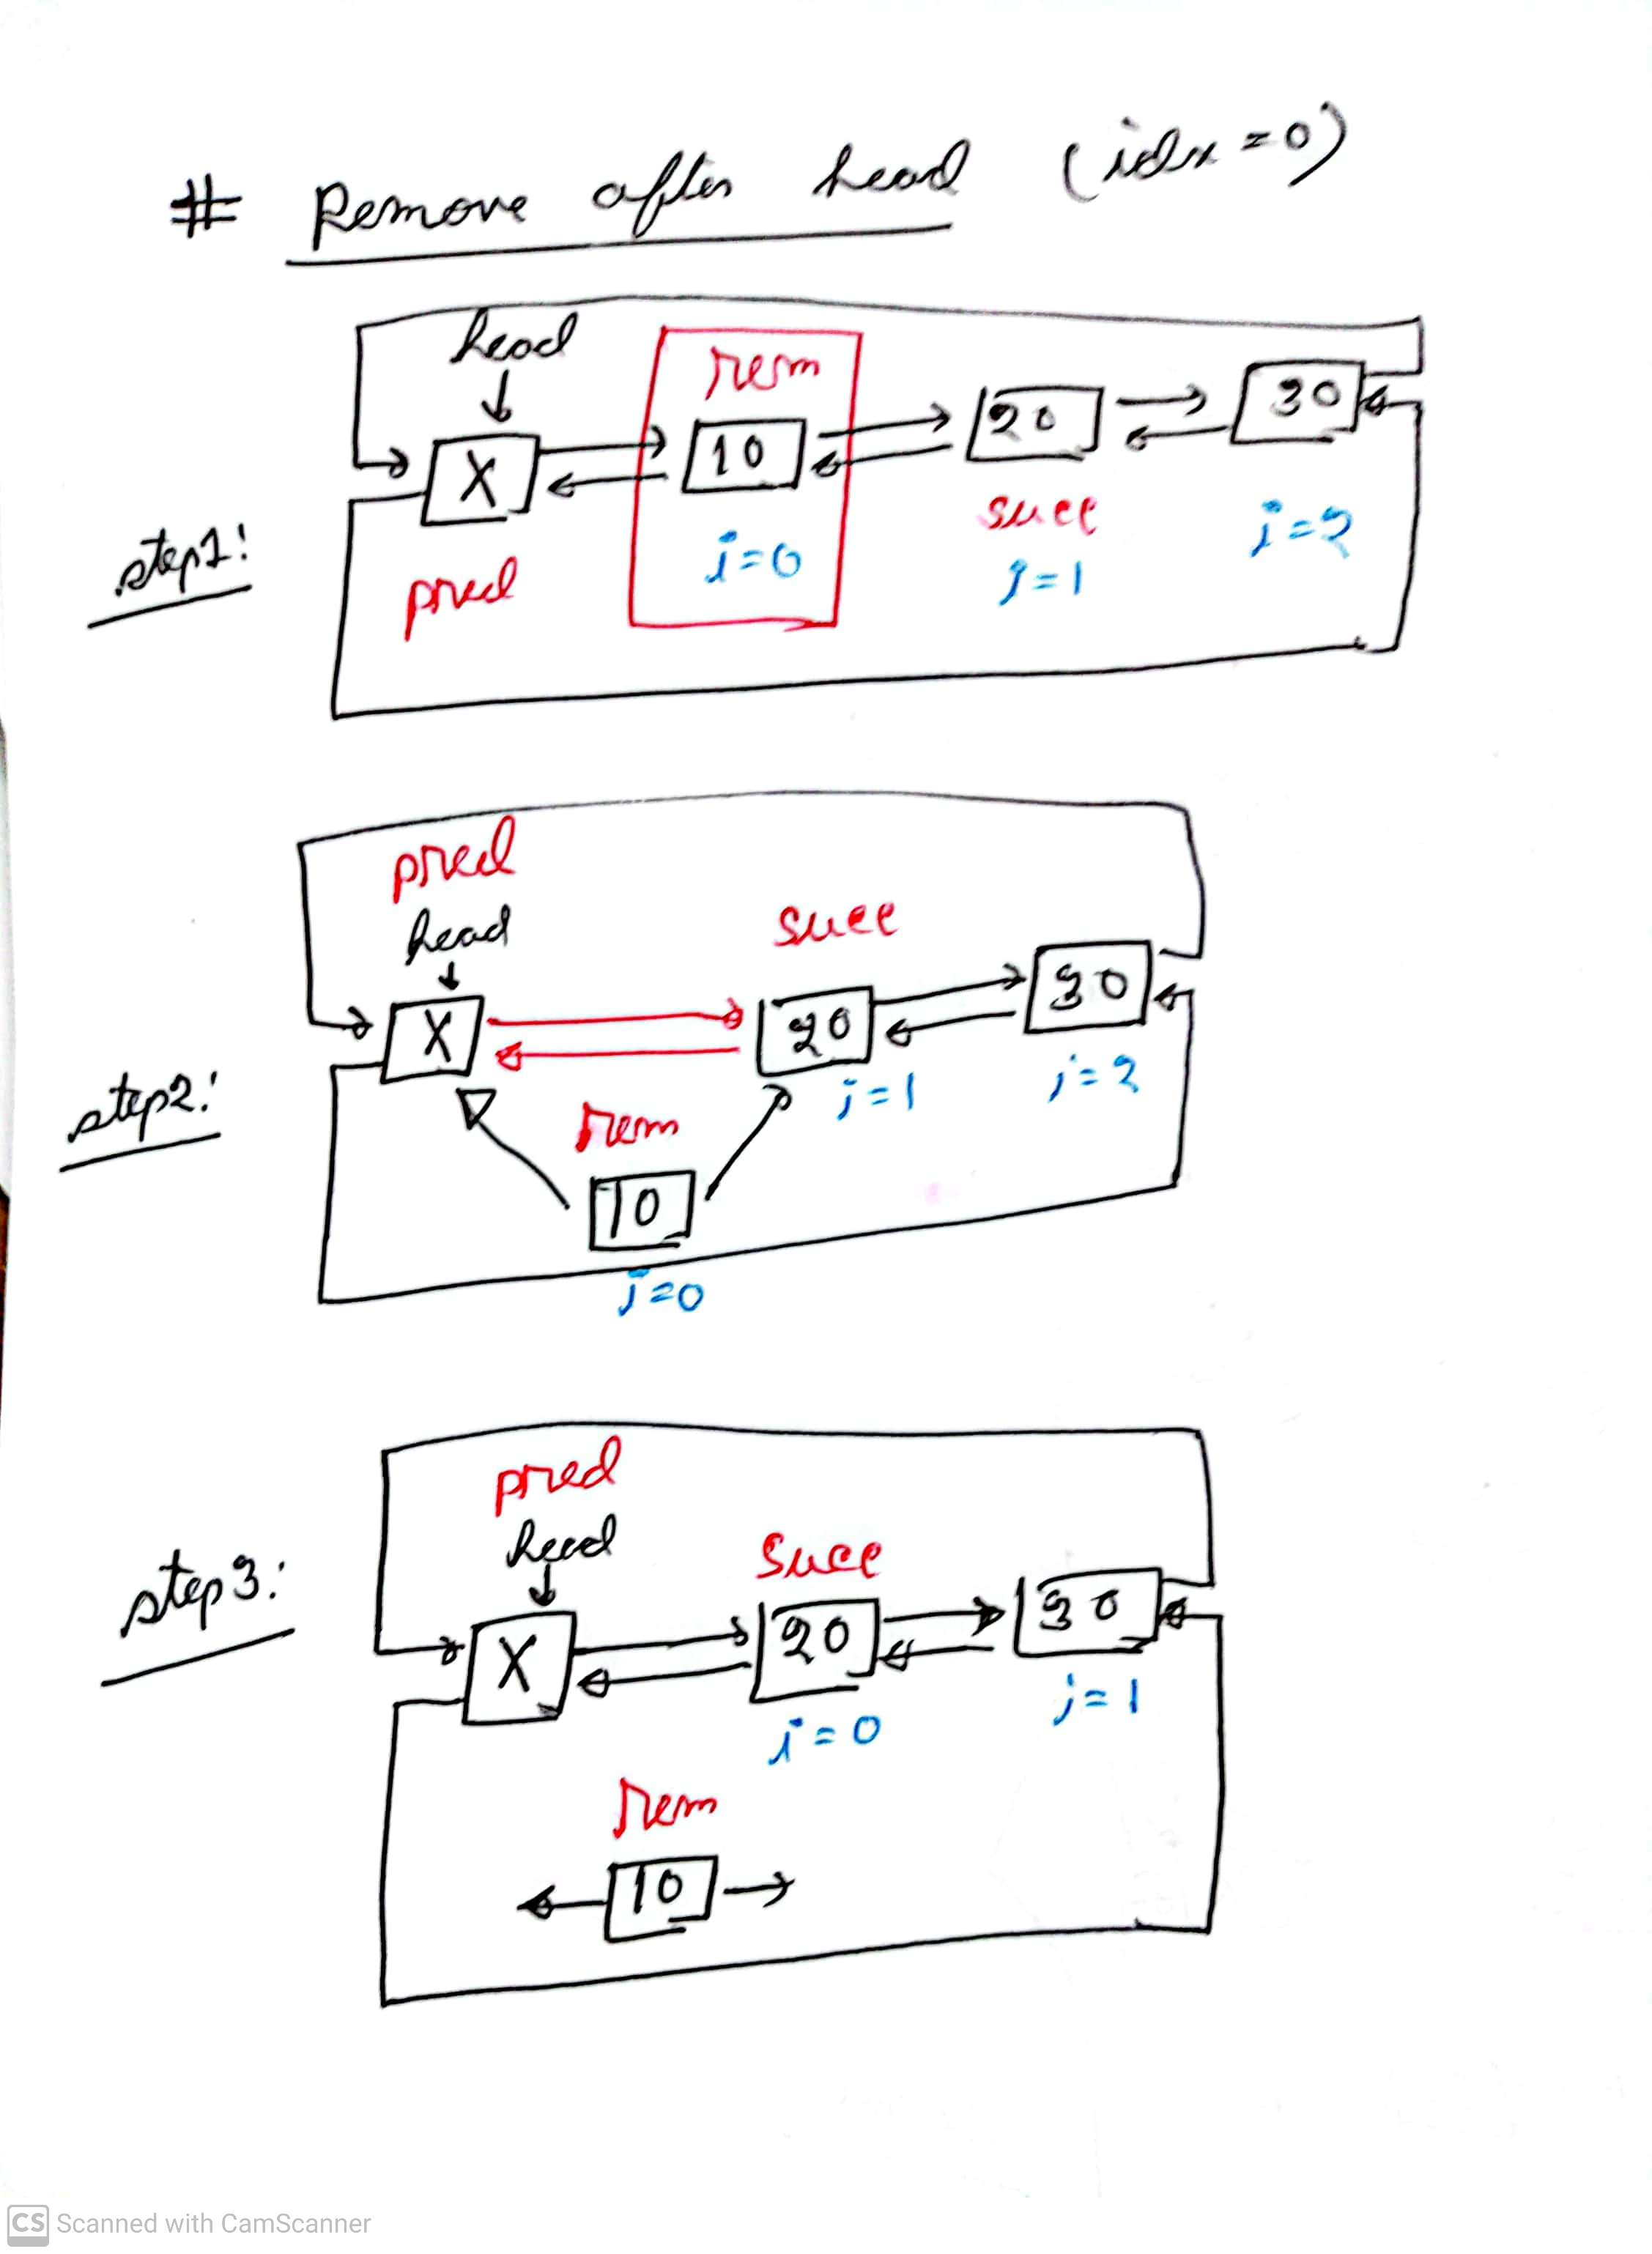 # Remove after head (idx=0)
head
rem
X
10
20
30
pred
i=0
succ
i=1
i=2
step1:
pred
head
succ
X
20
30
i=1
i=2
step2:
rem
10
i=0
pred
head
succ
step3:
X
20
30
i=0
i=1
rem
10
CS Scanned with CamScanner